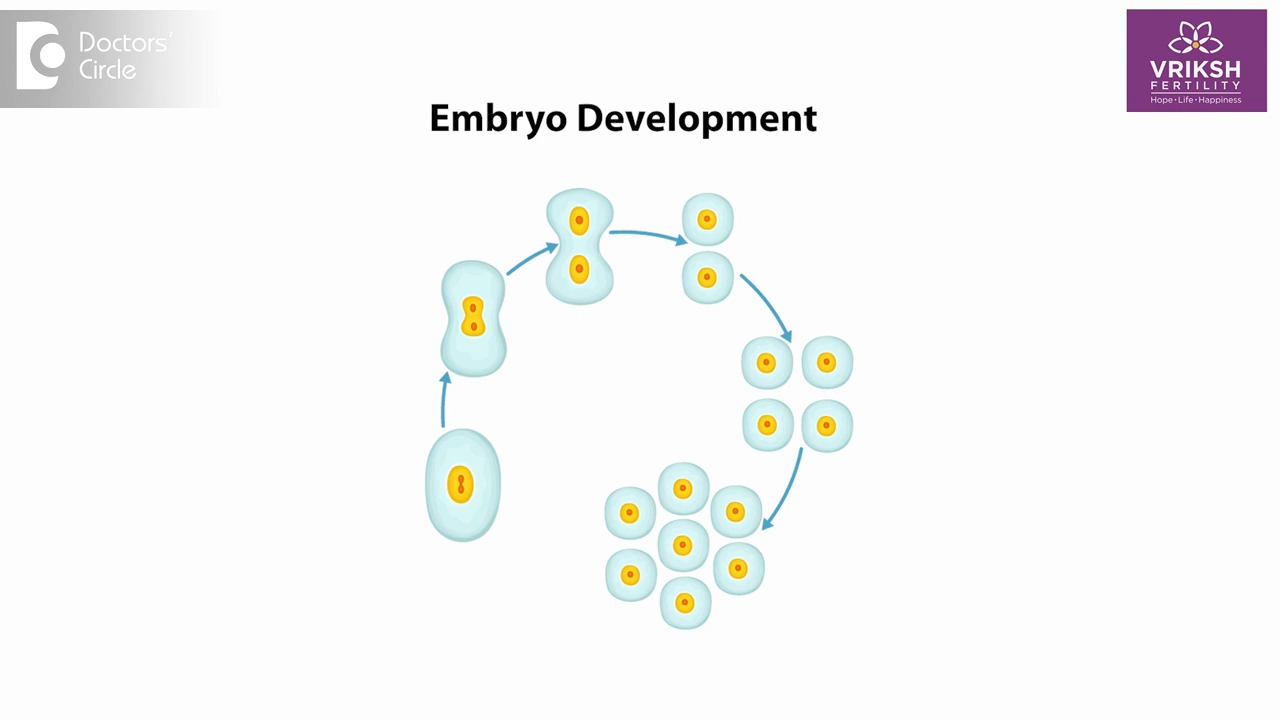 Doctors'
Circle
VRIKSH
FERTILITY
Hope • Life • Happiness
Embryo Development